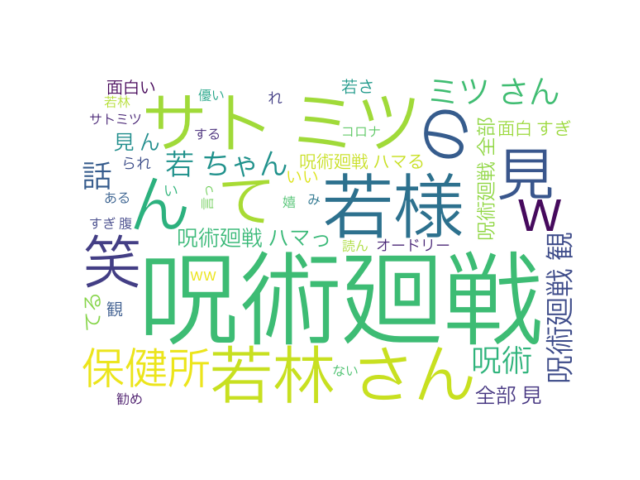 面白い
若林
優い
れ
若さ
ミツ さん
サトミツ
サト ミツ
コロナ
の
呪術廻戦 全部
面白 すぎ
する
見 ん
られ
若 ちゃん
呪術廻戦 ハマる
見
話
ん
て
いい
ある
い
言っ
嬉
み
若様
w
すぎ 腹
笑
呪術廻戦 ハマっ
読ん
オードリー
呪術廻戦 観
ww
呪術廻戦
てる
観
保健所
若林 さん
ない
呪術
全部 見
勧め